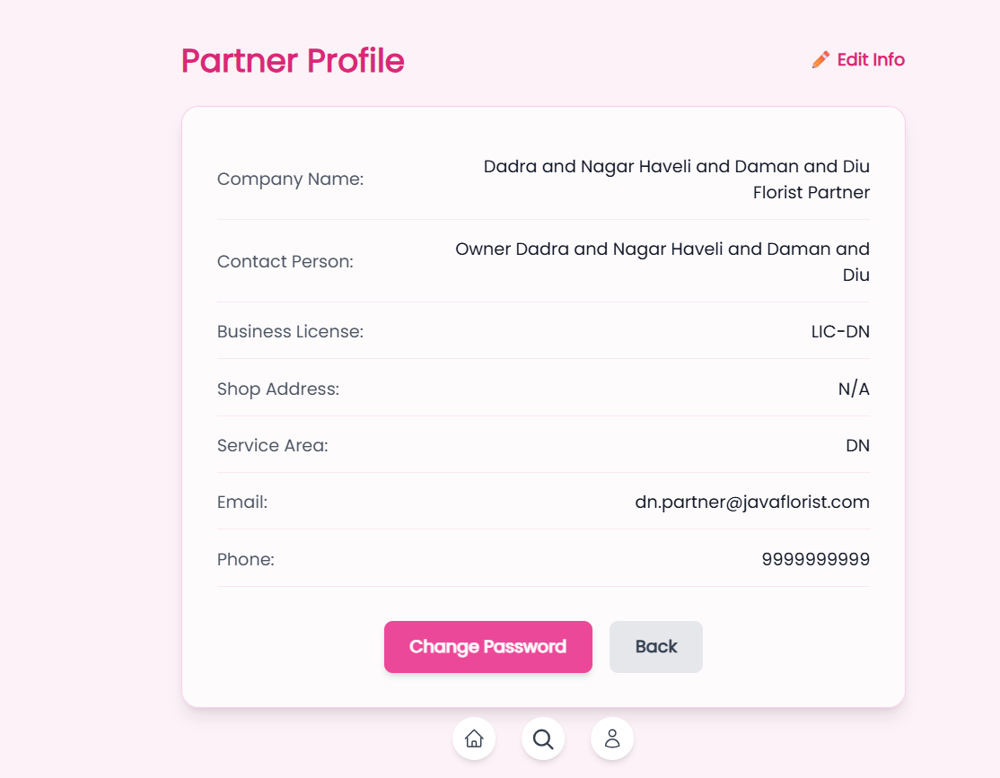 Partner Profile
Edit Info
Company Name:
Dadra and Nagar Haveli and Daman and Diu
Florist Partner
Contact Person:
Owner Dadra and Nagar Haveli and Daman and
Diu
Business License:
LIC-DN
Shop Address:
N/A
Service Area:
DN
Email:
dn.partner@javaflorist.com
Phone:
9999999999
Change Password
Back